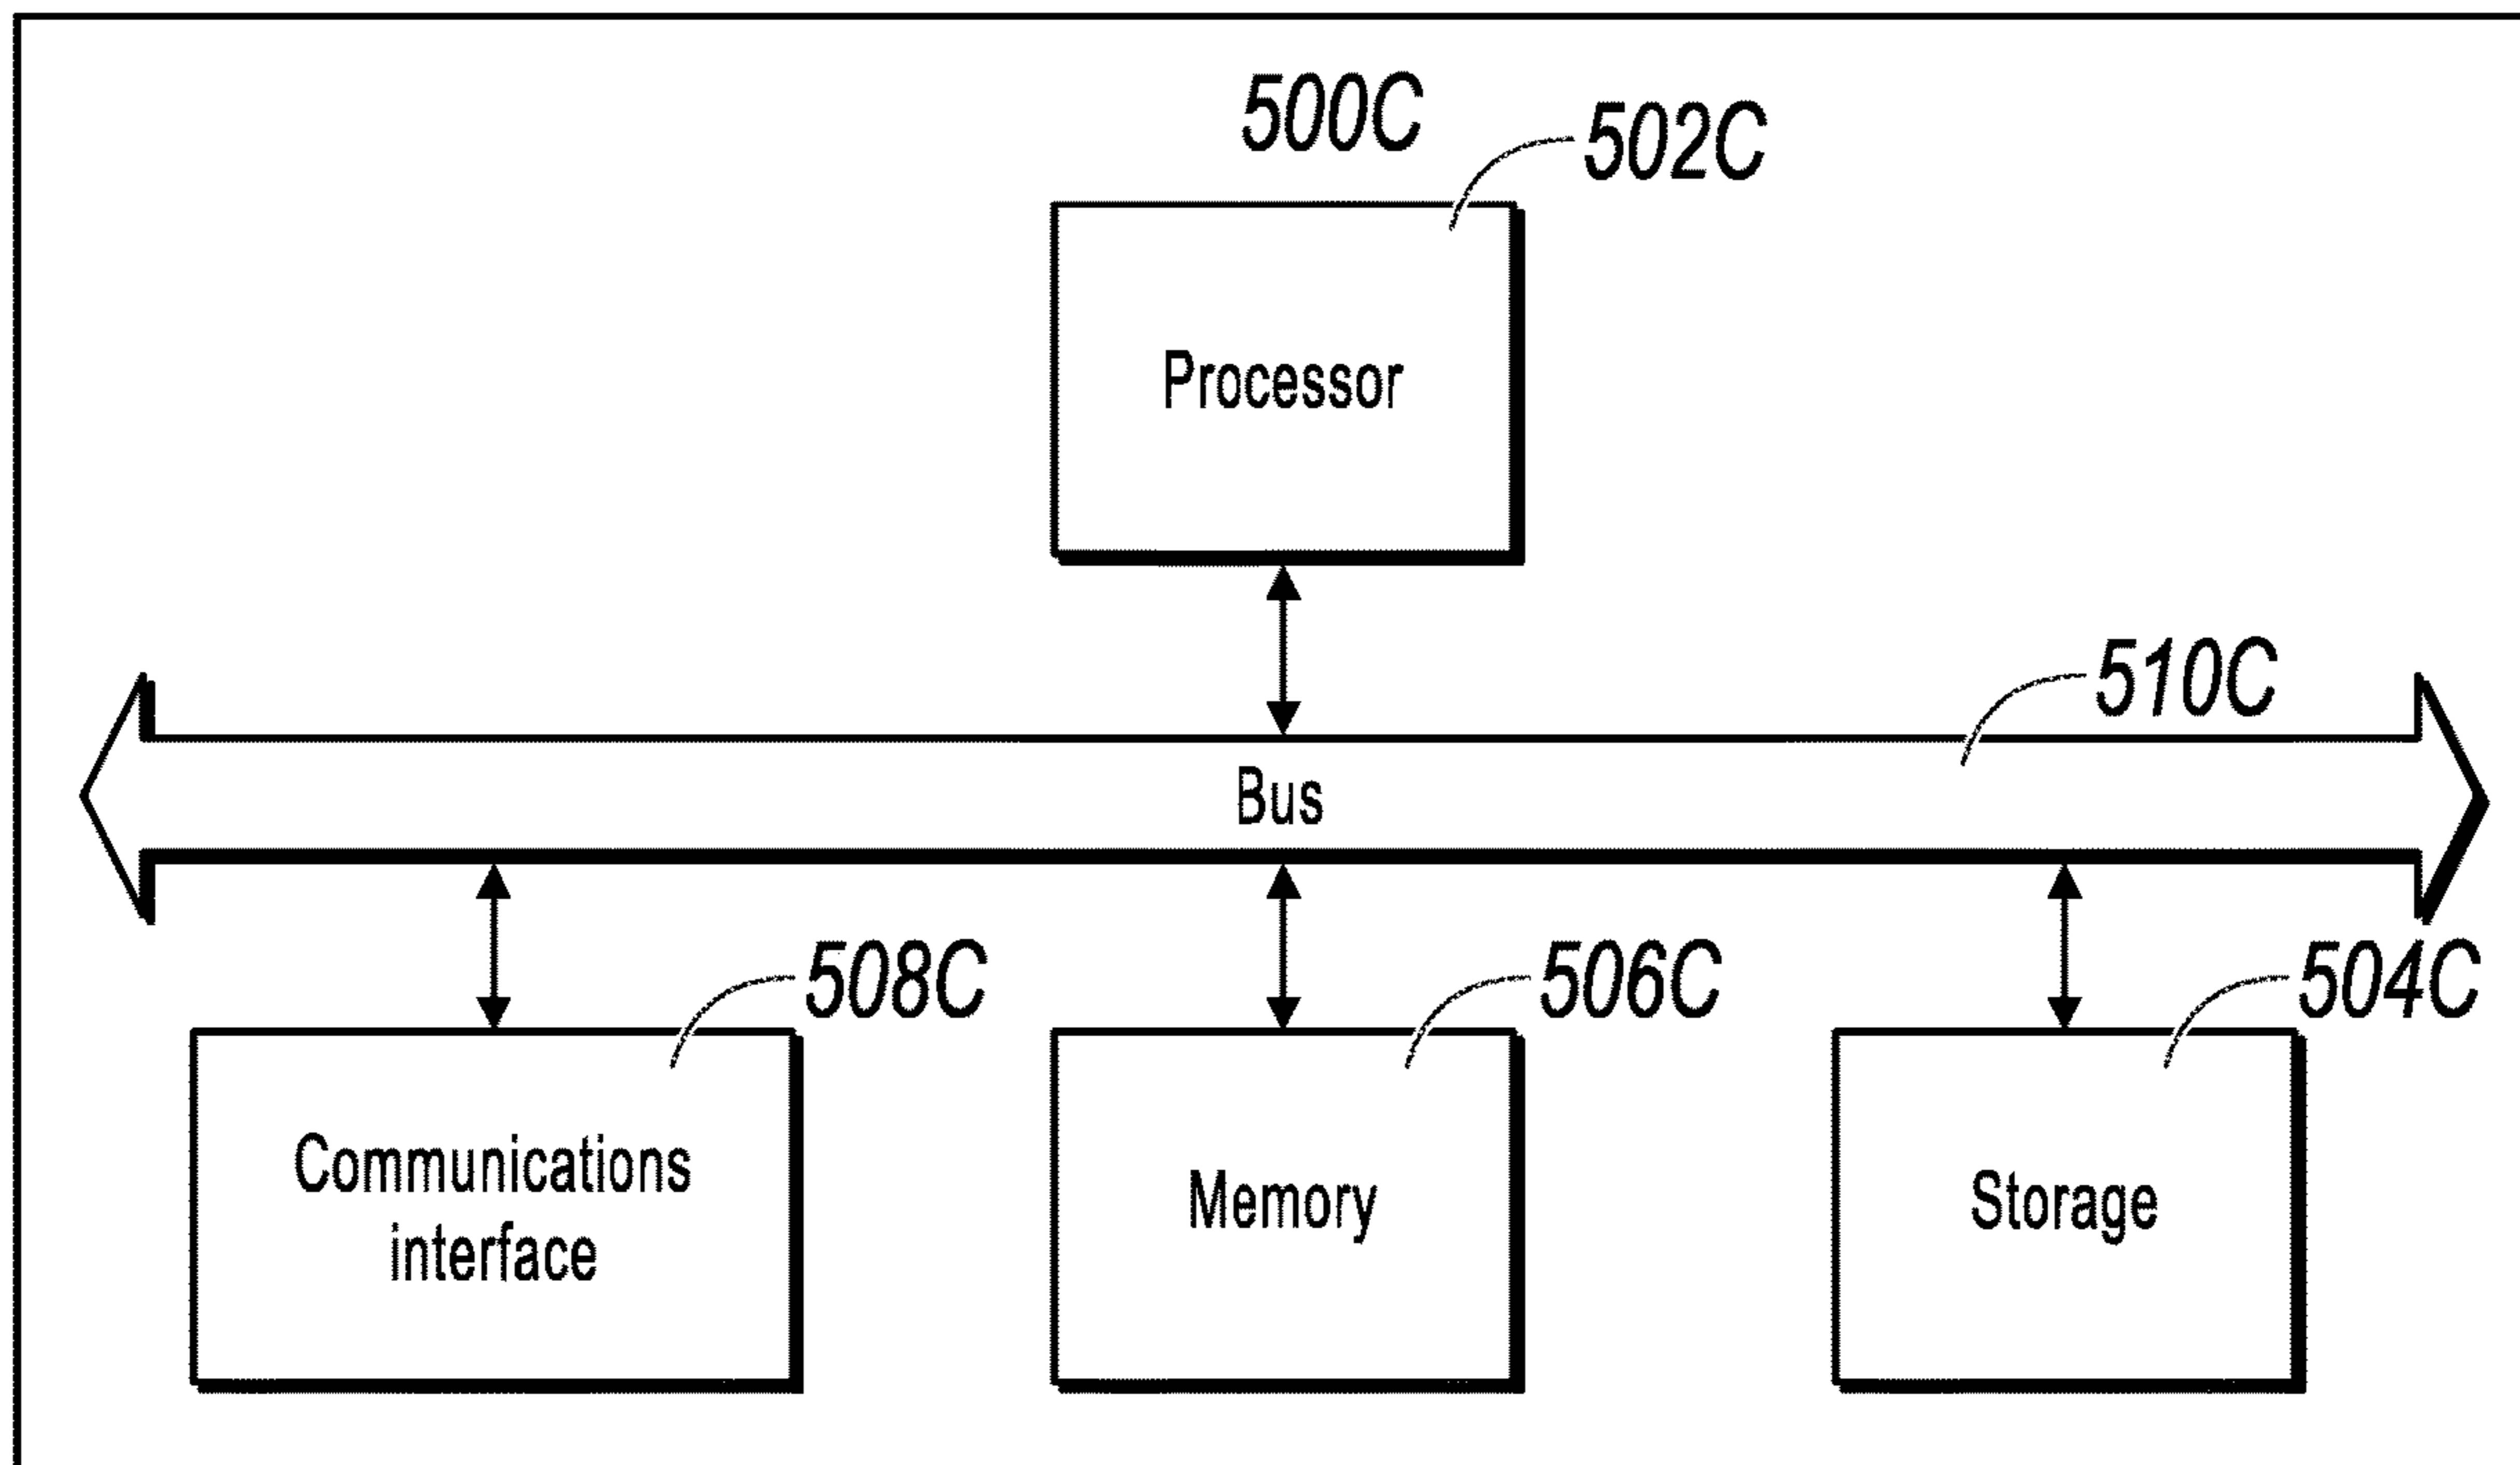 500C
502C
Processor
510C
Bus
508C
506C
504C
Communications
interface
Memory
Storage